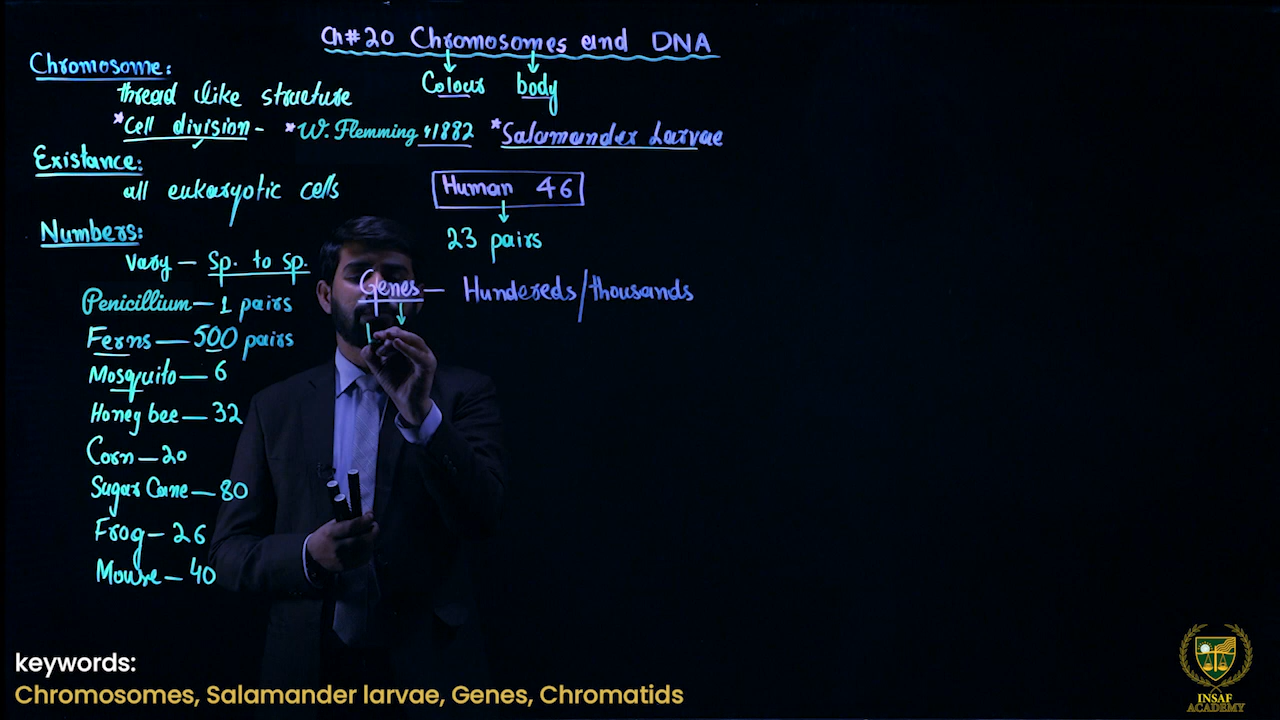 Ch#20 Chromosomes and DNA
Colour body
Chromosome:
thread like structure
*Cell division - *W. Flemming 1882 *Salamander Larvae
Existance:
all eukaryotic cells
Human 46
23 pairs
Numbers:
Vary — Sp. to Sp.
Genes — Hundereds/thousands
Penicillium — 1 pairs
Ferns — 500 pairs
Mosquito — 6
Honey bee — 32
Corn — 20
Sugar Cane — 80
Frog — 26
Mouse — 40
keywords:
Chromosomes, Salamander larvae, Genes, Chromatids
INSAF
ACADEMY